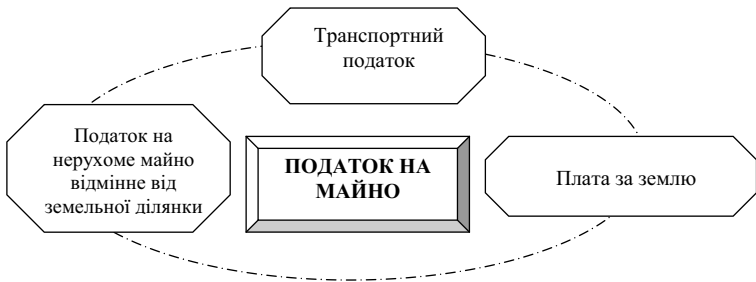 Транспортний
податок
Податок на
нерухоме майно
відмінне від
земельної ділянки
ПОДАТОК НА
МАЙНО
Плата за землю